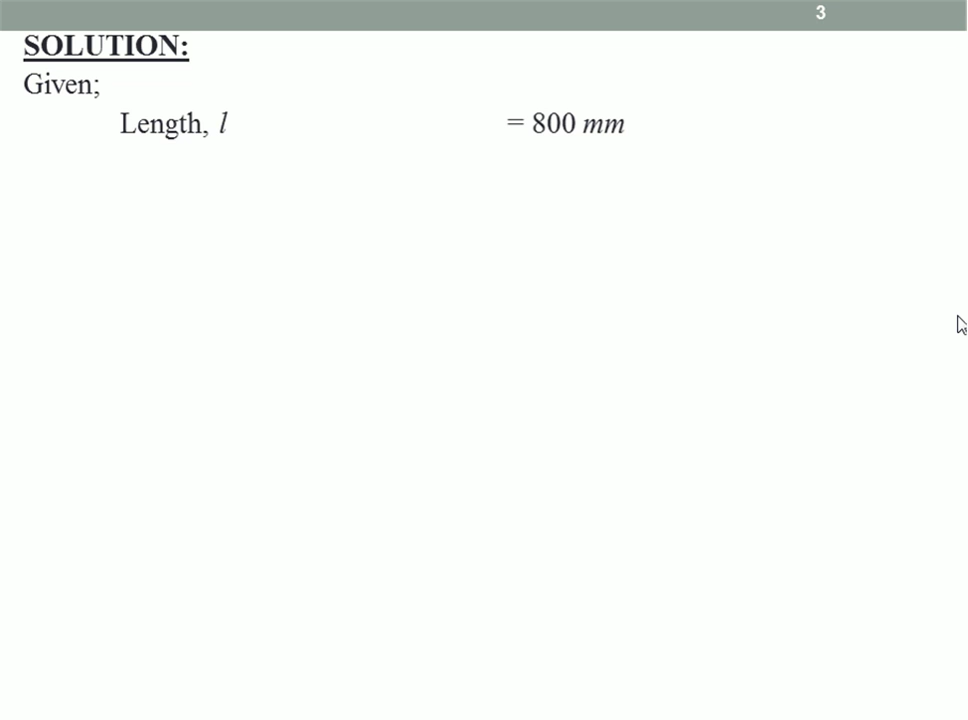 3
SOLUTION:
Given;
Length, l = 800 mm